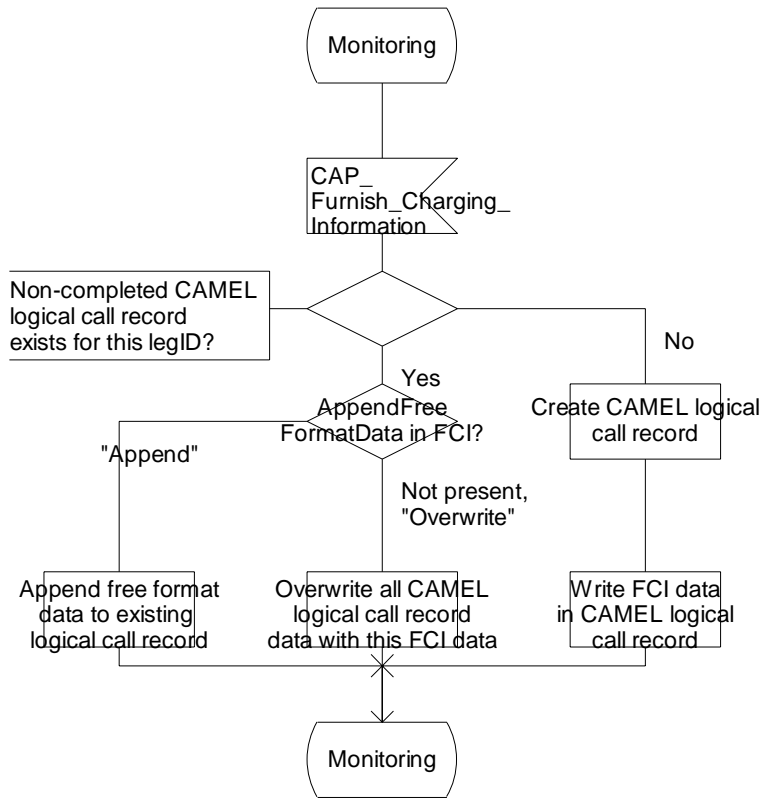 Monitoring
CAP_
Furnish_Charging_
Information
Non-completed CAMEL
logical call record
exists for this legID?
No
Yes
AppendFree
FormatData in FCI?
Create CAMEL logical
call record
"Append"
Not present,
"Overwrite"
Append free format
data to existing
logical call record
Overwrite all CAMEL
logical call record
data with this FCI data
Write FCI data
in CAMEL logical
call record
Monitoring